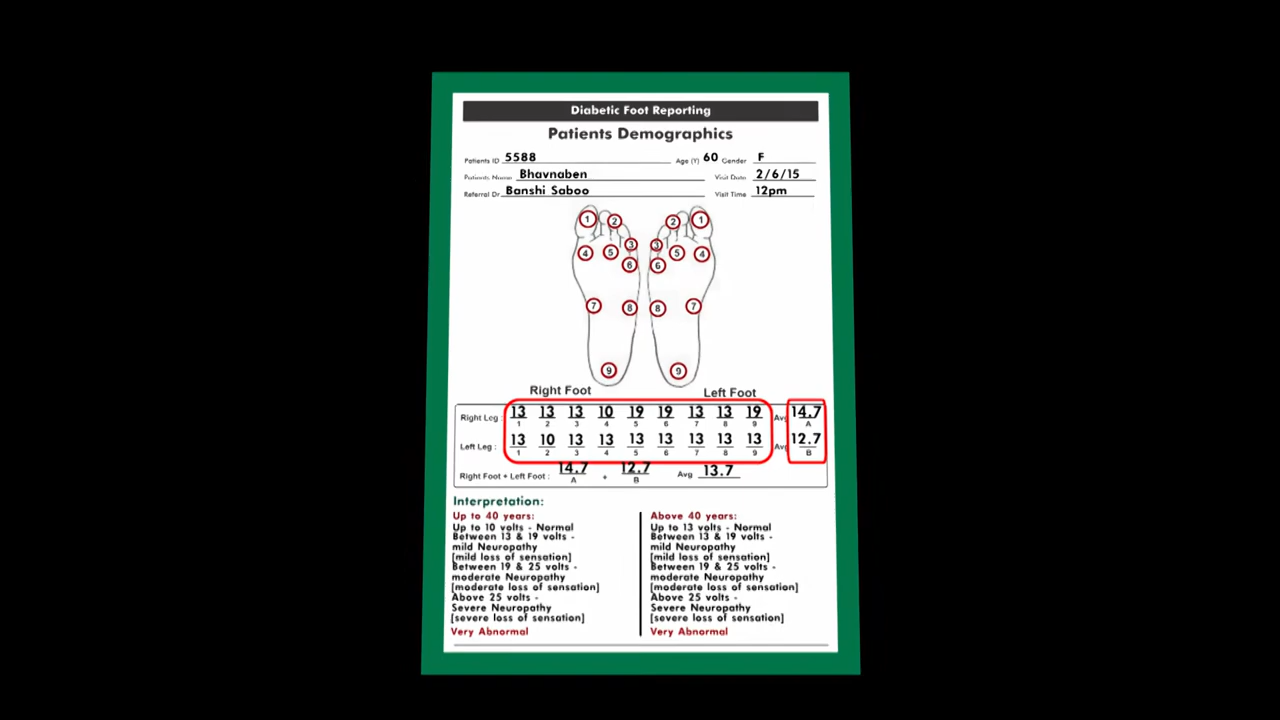 Diabetic Foot Reporting
Patients Demographics
Patients ID 5588 Age (Y) 60 Gender F
Patients Name Bhavnaben Visit Date 2/6/15
Referral Dr. Banshi Saboo Visit Time 12pm
1 2 2 1
3 3
4 5 5 4
6 6
7 8 8 7
9 9
Right Foot Left Foot
Right Leg : 13 13 13 10 19 19 13 13 19 Avg 14.7
1 2 3 4 5 6 7 8 9 A
Left Leg : 13 10 13 13 13 13 13 13 13 Avg 12.7
1 2 3 4 5 6 7 8 9 B
Right Foot + Left Foot : 14.7 + 12.7 Avg 13.7
A B
Interpretation:
Up to 40 years:
Up to 10 volts - Normal
Between 13 & 19 volts -
mild Neuropathy
[mild loss of sensation]
Between 19 & 25 volts -
moderate Neuropathy
[moderate loss of sensation]
Above 25 volts -
Severe Neuropathy
[severe loss of sensation]
Very Abnormal
Above 40 years:
Up to 13 volts - Normal
Between 13 & 19 volts -
mild Neuropathy
[mild loss of sensation]
Between 19 & 25 volts -
moderate Neuropathy
[moderate loss of sensation]
Above 25 volts -
Severe Neuropathy
[severe loss of sensation]
Very Abnormal